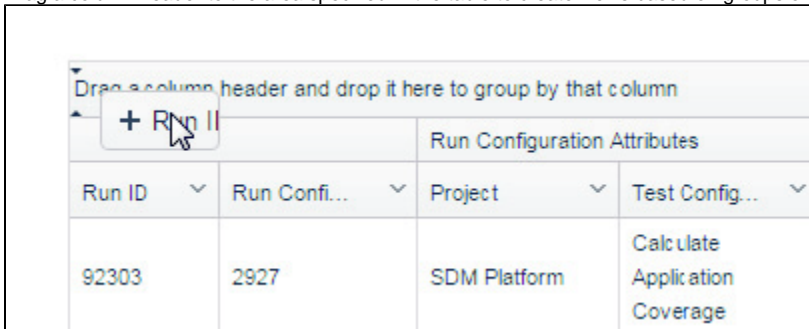 Drag a column header and drop it here to group by that column
+ Run I
Run Configuration Attributes
Run ID
Run Confi...
Project
Test Config...
92303
2927
SDM Platform
Calculate
Application
Coverage